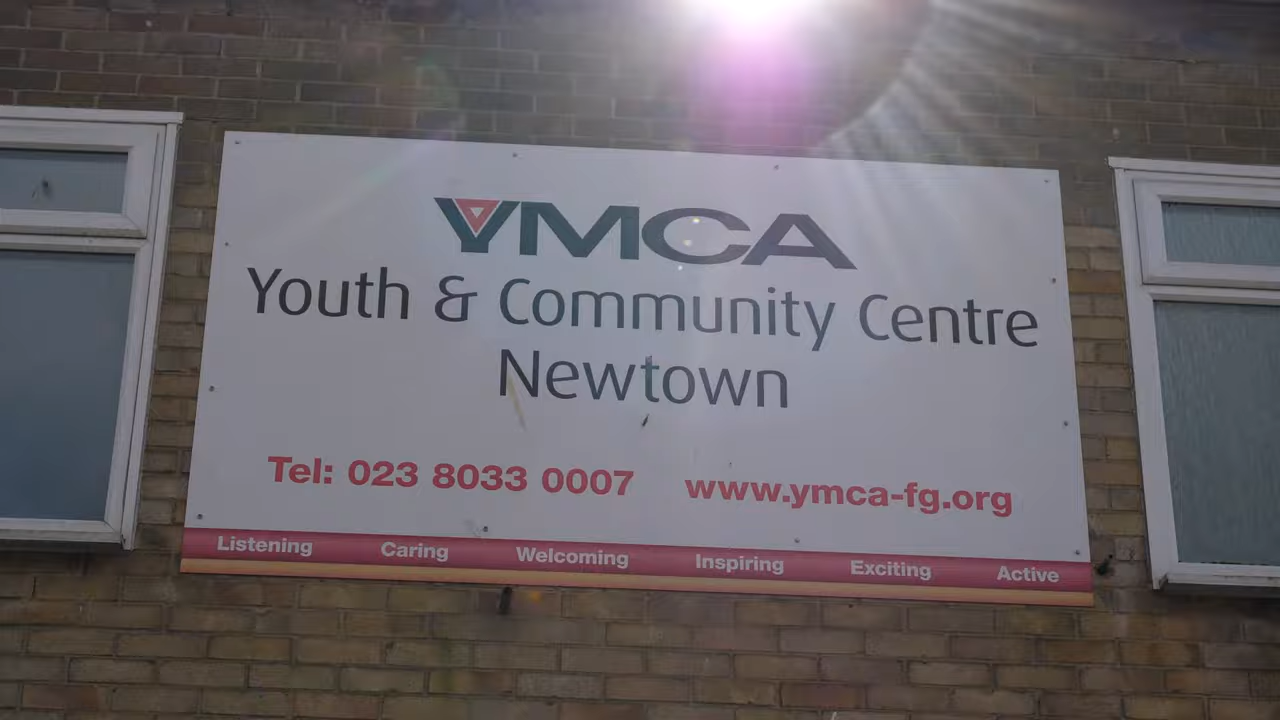 YMCA
Youth & Community Centre
Newtown
Tel: 023 8033 0007 www.ymca-fg.org
Listening Caring Welcoming Inspiring Exciting Active